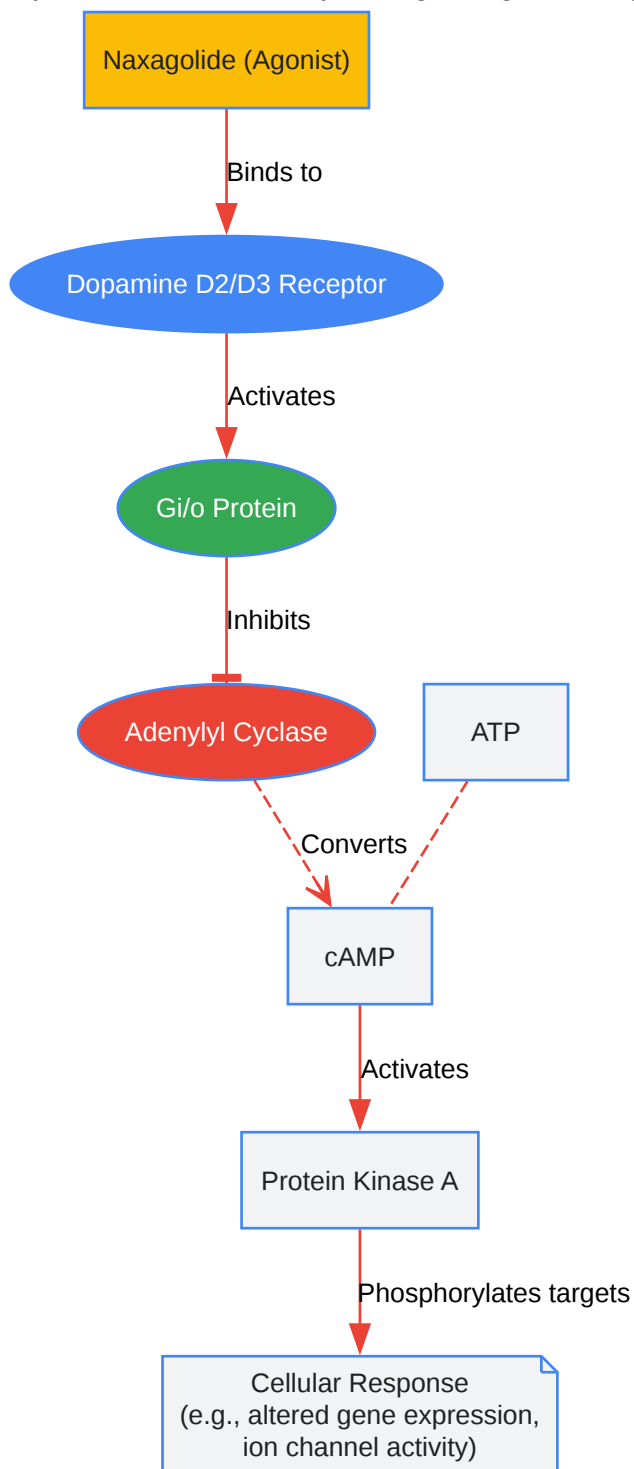 Naxagolide (Agonist)
Binds to
Dopamine D2/D3 Receptor
Activates
Gi/o Protein
Inhibits
Adenylyl Cyclase
ATP
Converts
cAMP
Activates
Protein Kinase A
Phosphorylates targets
Cellular Response
(e.g., altered gene expression,
ion channel activity)